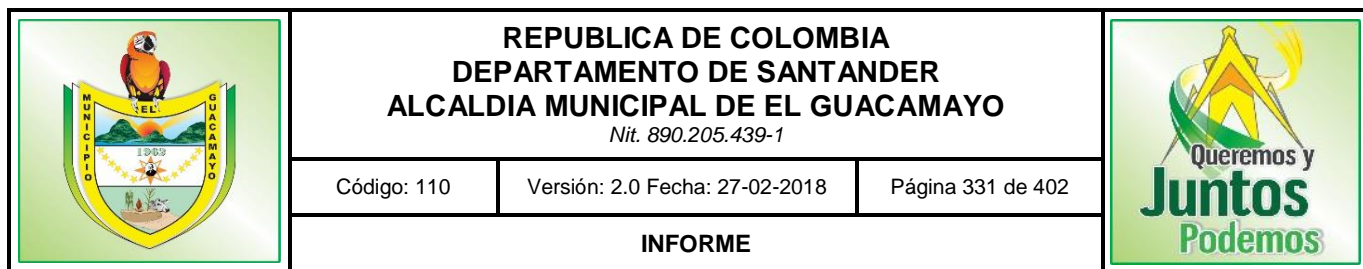 MUNICIPIO
EL
GUACAMAYO
1963
REPUBLICA DE COLOMBIA
DEPARTAMENTO DE SANTANDER
ALCALDIA MUNICIPAL DE EL GUACAMAYO
Nit. 890.205.439-1
Código: 110
Versión: 2.0 Fecha: 27-02-2018
Página 331 de 402
INFORME
Queremos y
Juntos
Podemos